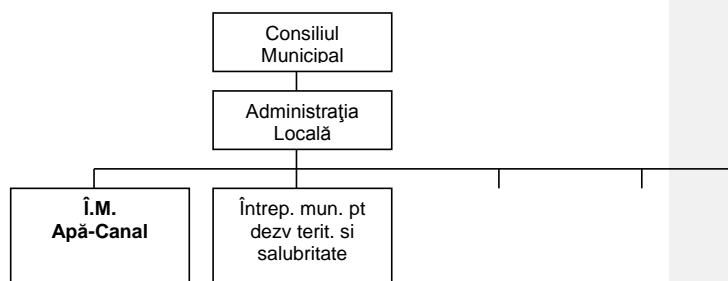 Consiliul
Municipal
Administraţia
Locală
Î.M.
Apă-Canal
Întrep. mun. pt
dezv terit. si
salubritate